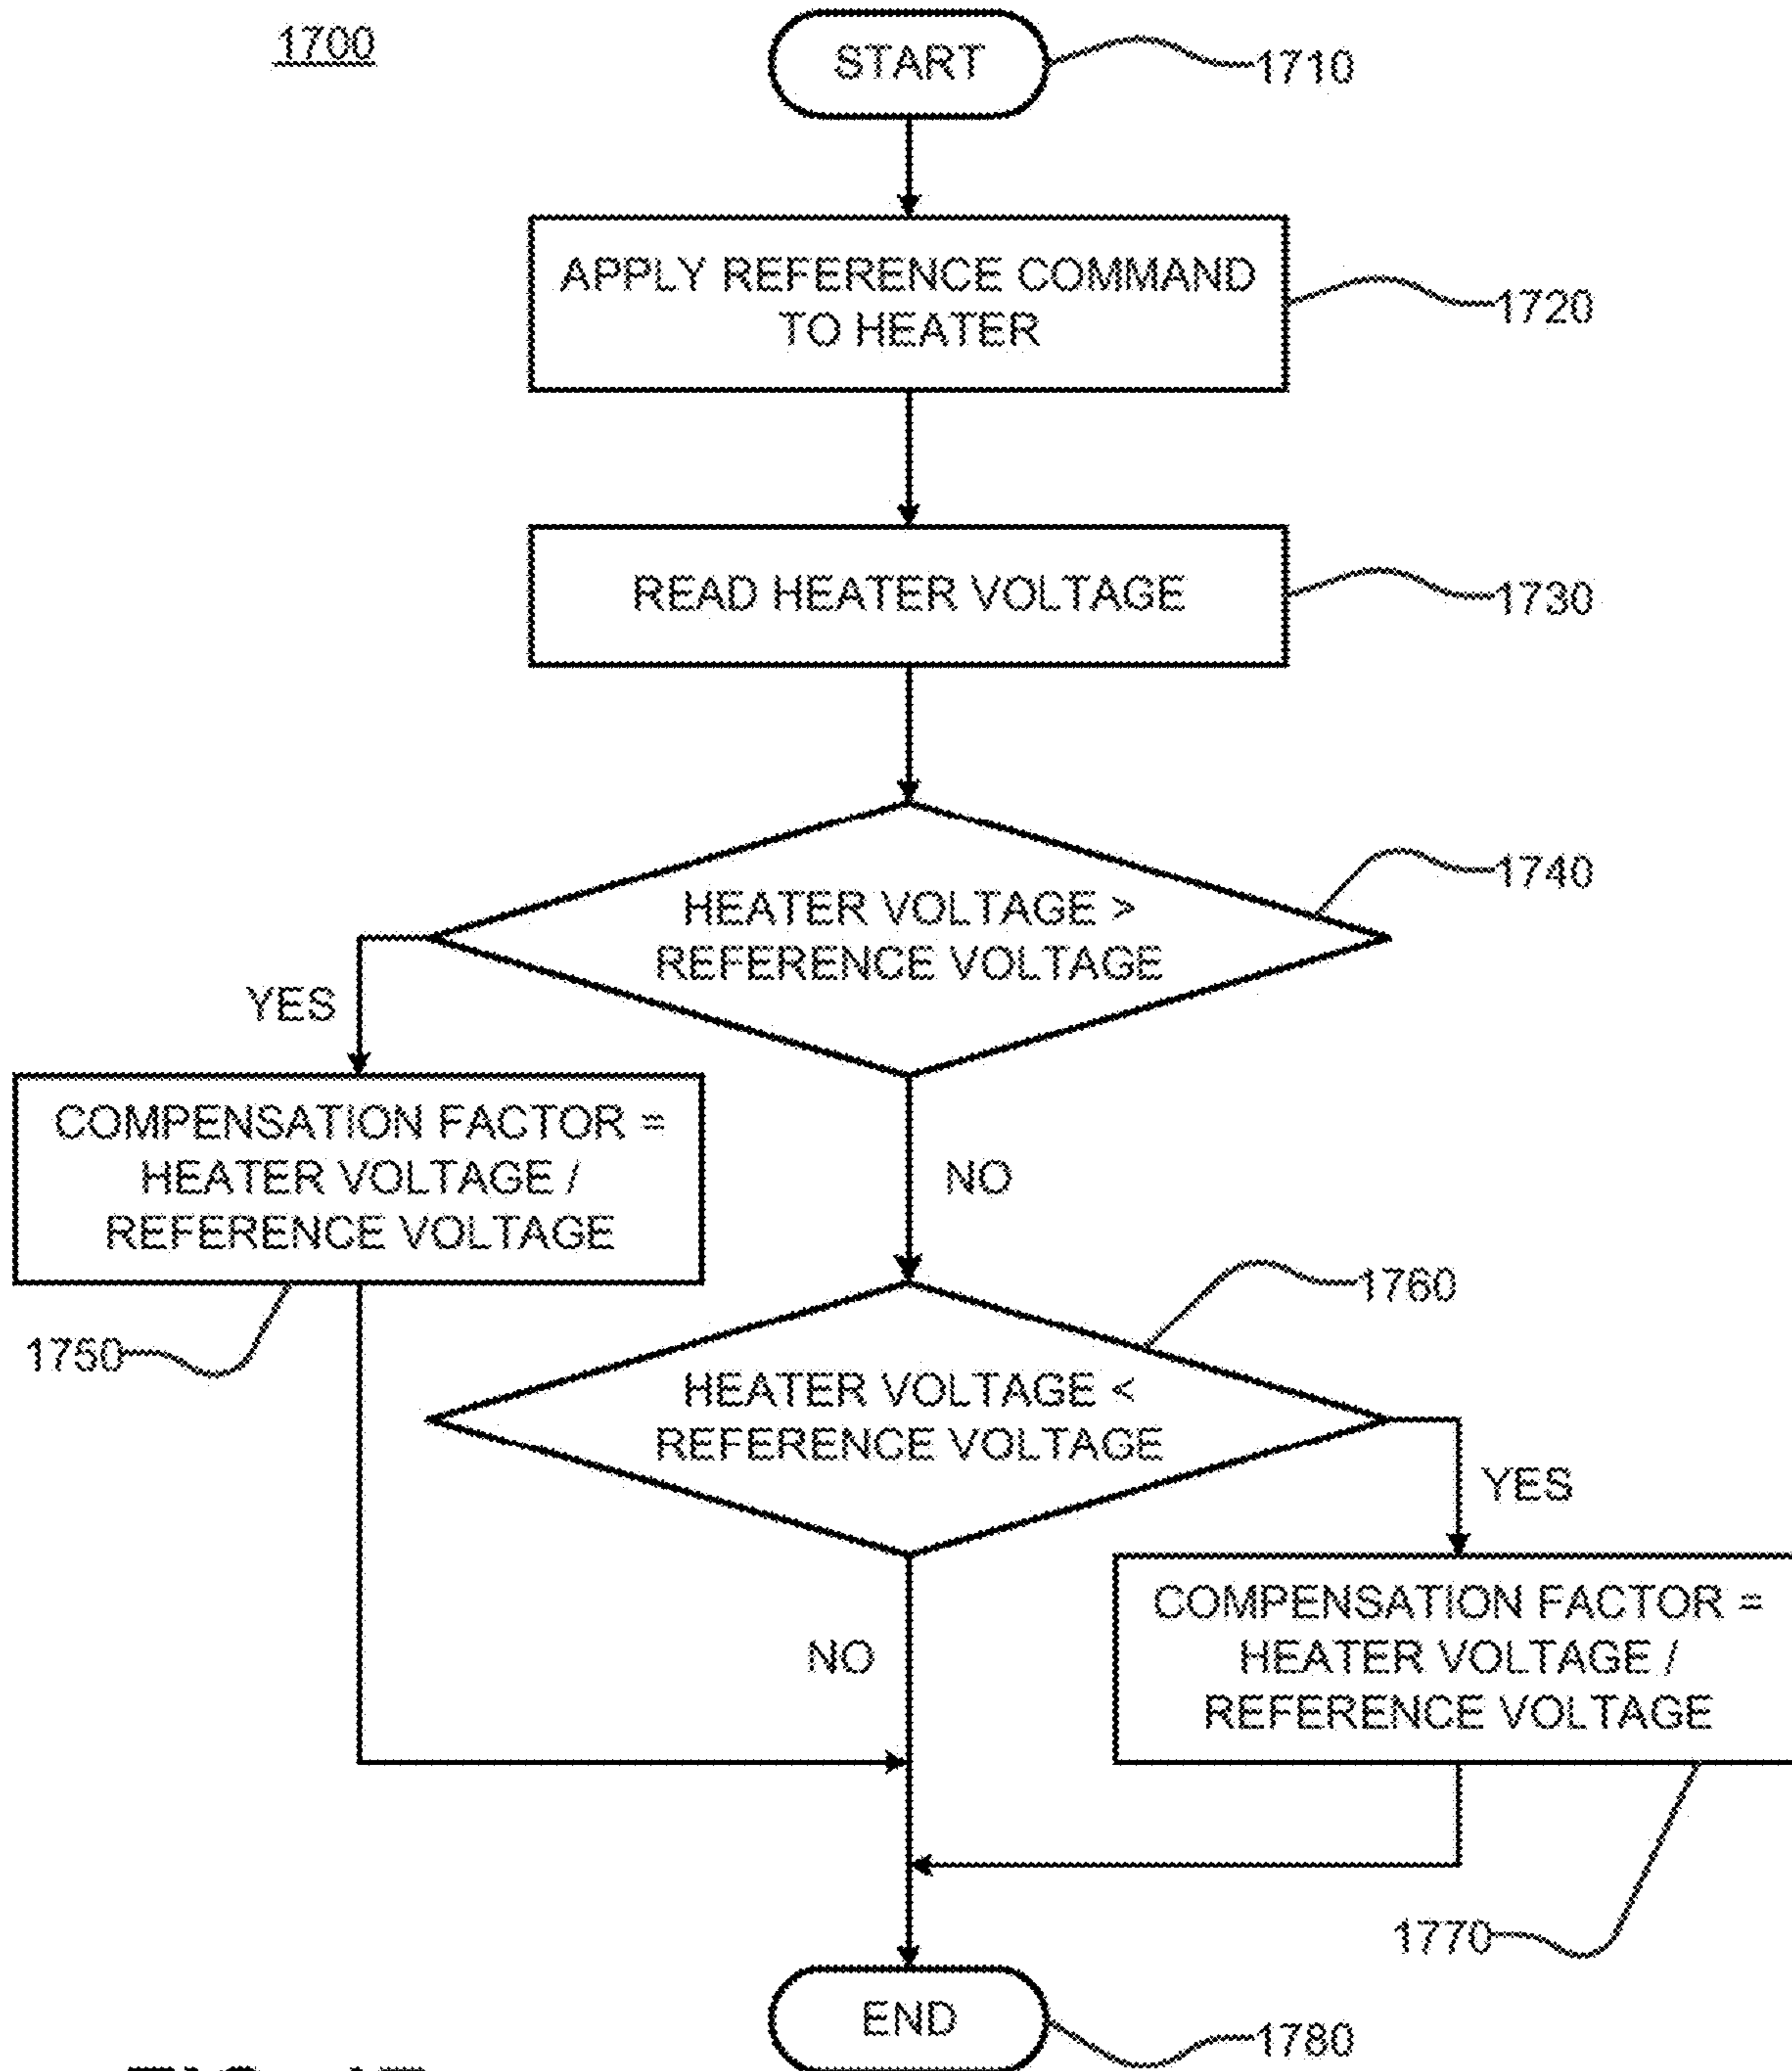 1700
START
1710
APPLY REFERENCE COMMAND
TO HEATER
1720
READ HEATER VOLTAGE
1730
HEATER VOLTAGE >
REFERENCE VOLTAGE
1740
YES
COMPENSATION FACTOR =
HEATER VOLTAGE /
REFERENCE VOLTAGE
1750
NO
HEATER VOLTAGE <
REFERENCE VOLTAGE
1760
YES
COMPENSATION FACTOR =
HEATER VOLTAGE /
REFERENCE VOLTAGE
1770
NO
END
1780